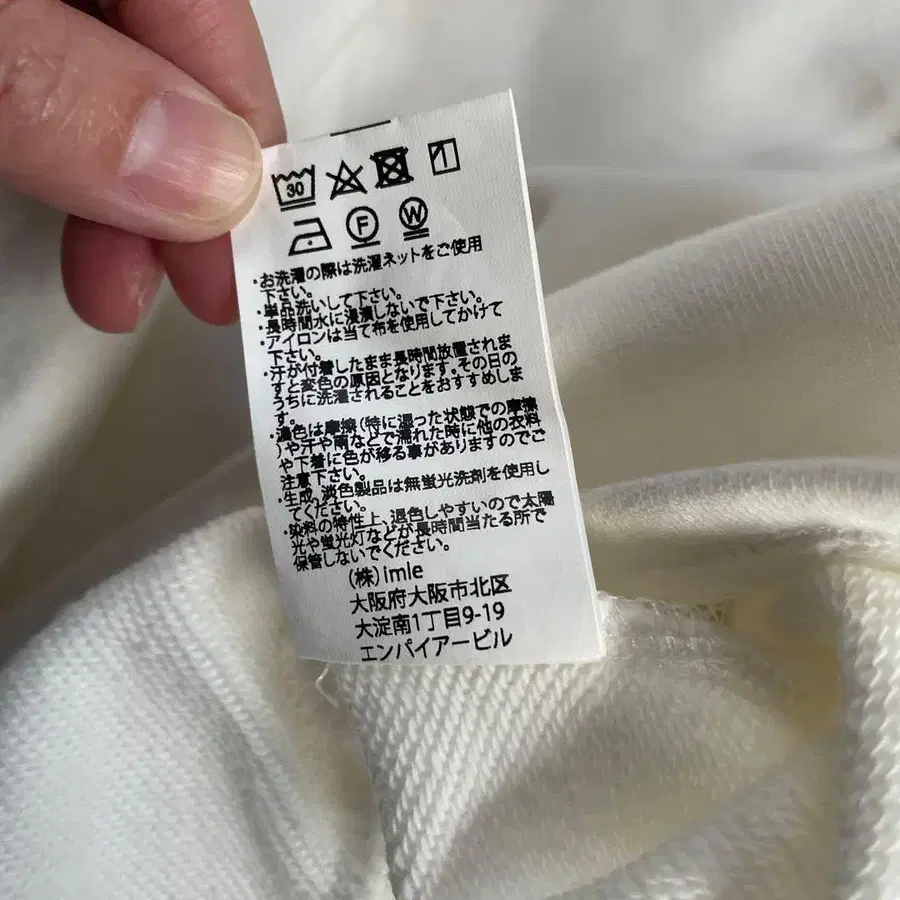 30
F W
・お洗濯の際は洗濯ネットをご使用
下さい。
・単品洗いして下さい。
・長時間水に浸漬しないで下さい。
・アイロンは当て布を使用してかけて
下さい。
・汗が付着したまま長時間放置されま
すと変色の原因となります。その日の
うちに洗濯されることをおすすめしま
す。
・濃色は摩擦(特に湿った状態での摩擦
)や汗や雨などで濡れた時に他の衣料
や下着に色が移る事がありますのでご
注意下さい。
・生成、淡色製品は無蛍光洗剤を使用し
てください。
・染料の特性上、退色しやすいので太陽
光や蛍光灯などが長時間当たる所で
保管しないでください。
(株)imle
大阪府大阪市北区
大淀南1丁目9-19
エンパイアービル